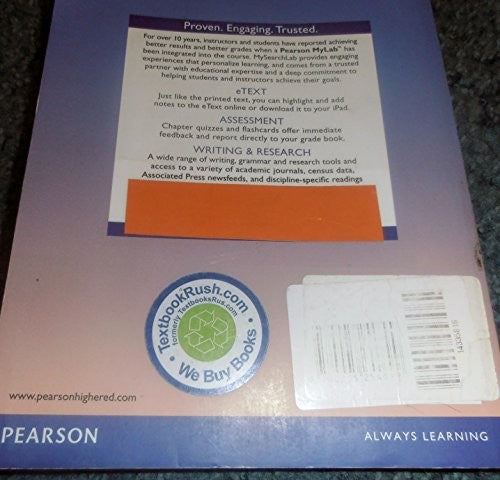 Proven. Engaging. Trusted.
For over 10 years, instructors and students have reported achieving
better results and better grades when a Pearson MyLab™ has
been integrated into the course. MySearchLab provides engaging
experiences that personalize learning, and comes from a trusted
partner with educational expertise and a deep commitment to
helping students and instructors achieve their goals.
eTEXT
Just like the printed text, you can highlight and add
notes to the eText online or download it to your iPad.
ASSESSMENT
Chapter quizzes and flashcards offer immediate
feedback and report directly to your grade book.
WRITING & RESEARCH
A wide range of writing, grammar and research tools and
access to a variety of academic journals, census data,
Associated Press newsfeeds, and discipline-specific readings
TextbookRush.com
formerly TextbooksRus.com
• We Buy Books •
www.pearsonhighered.com
PEARSON
ALWAYS LEARNING